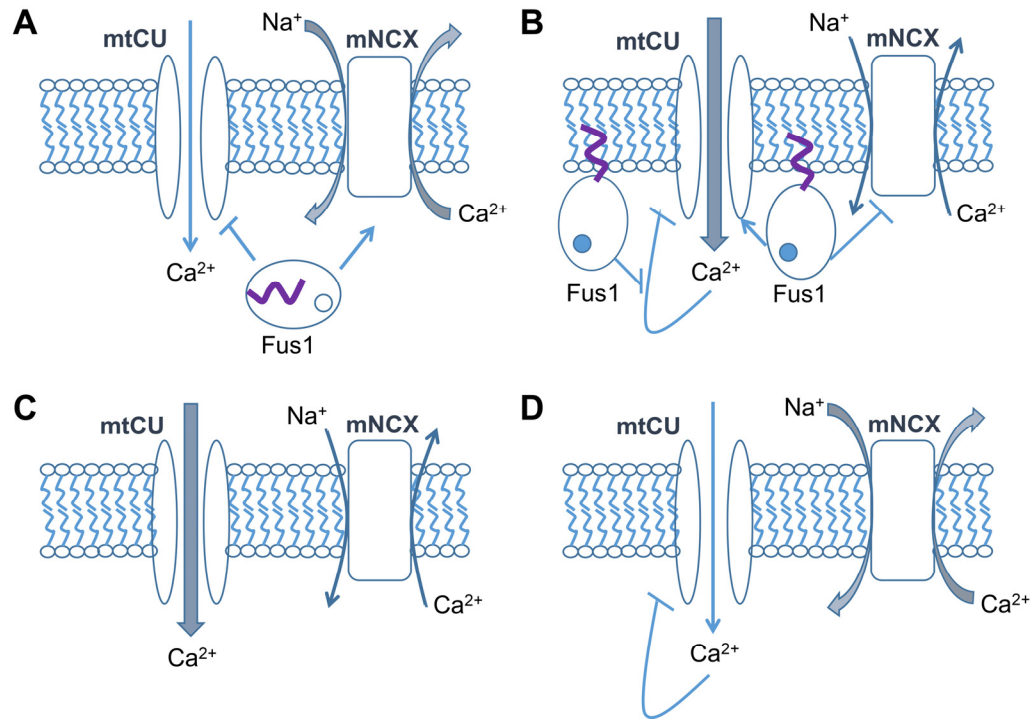 A
mtCU
Na⁺
mNCX
Ca²⁺
Ca²⁺
Fus1
B
mtCU
Na⁺
mNCX
Ca²⁺
Ca²⁺
Fus1
Fus1
C
mtCU
Na⁺
mNCX
Ca²⁺
Ca²⁺
D
mtCU
Na⁺
mNCX
Ca²⁺
Ca²⁺